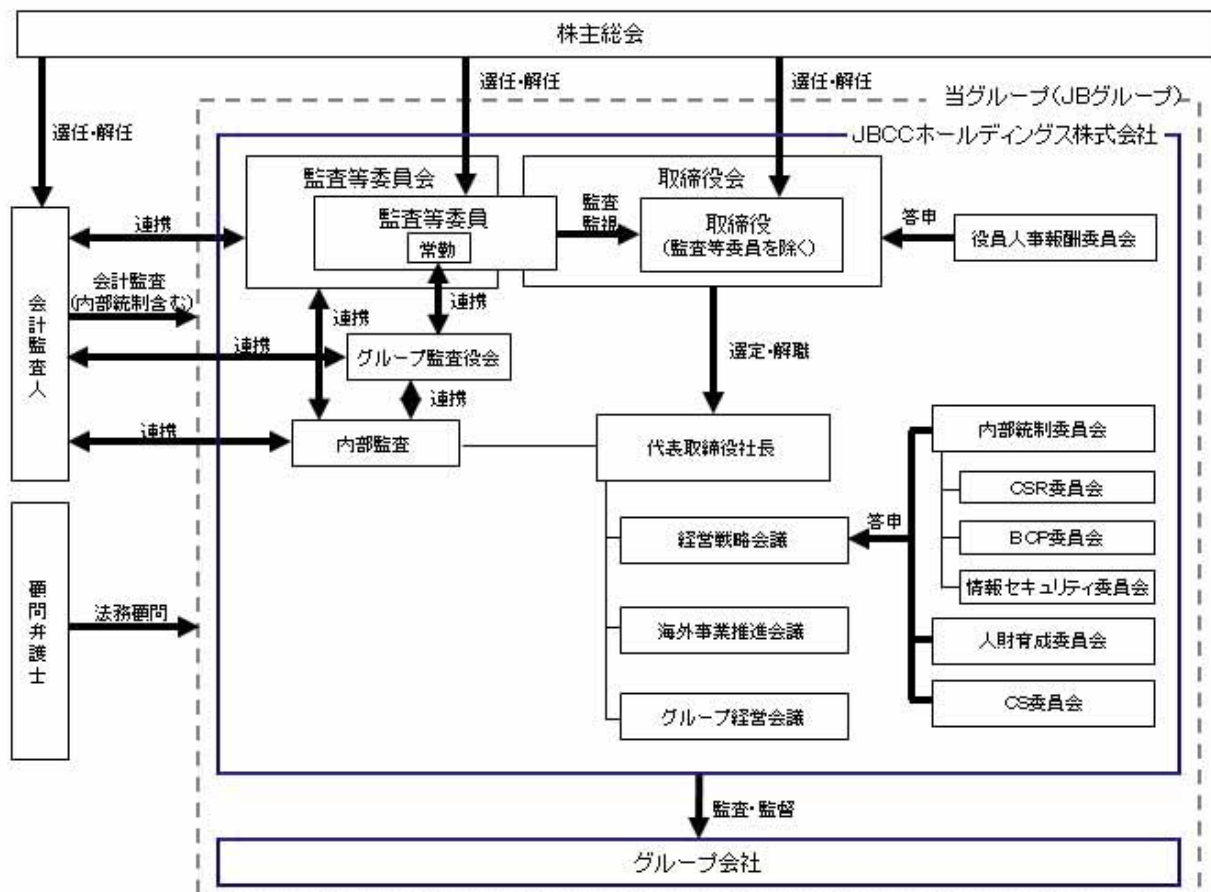 株主総会
選任・解任
選任・解任
選任・解任
当グループ(JBグループ)
JBCCホールディングス株式会社
監査等委員会
取締役会
監査等委員
常勤
監査
監視
取締役
(監査等委員を除く)
答申
役員人事報酬委員会
連携
会計監査
(内部統制含む)
会計監査人
連携
連携
連携
グループ監査役会
選定・解職
連携
連携
内部監査
代表取締役社長
内部統制委員会
CSR委員会
答申
経営戦略会議
BCP委員会
情報セキュリティ委員会
顧問弁護士
法務顧問
海外事業推進会議
人財育成委員会
グループ経営会議
CS委員会
監査・監督
グループ会社